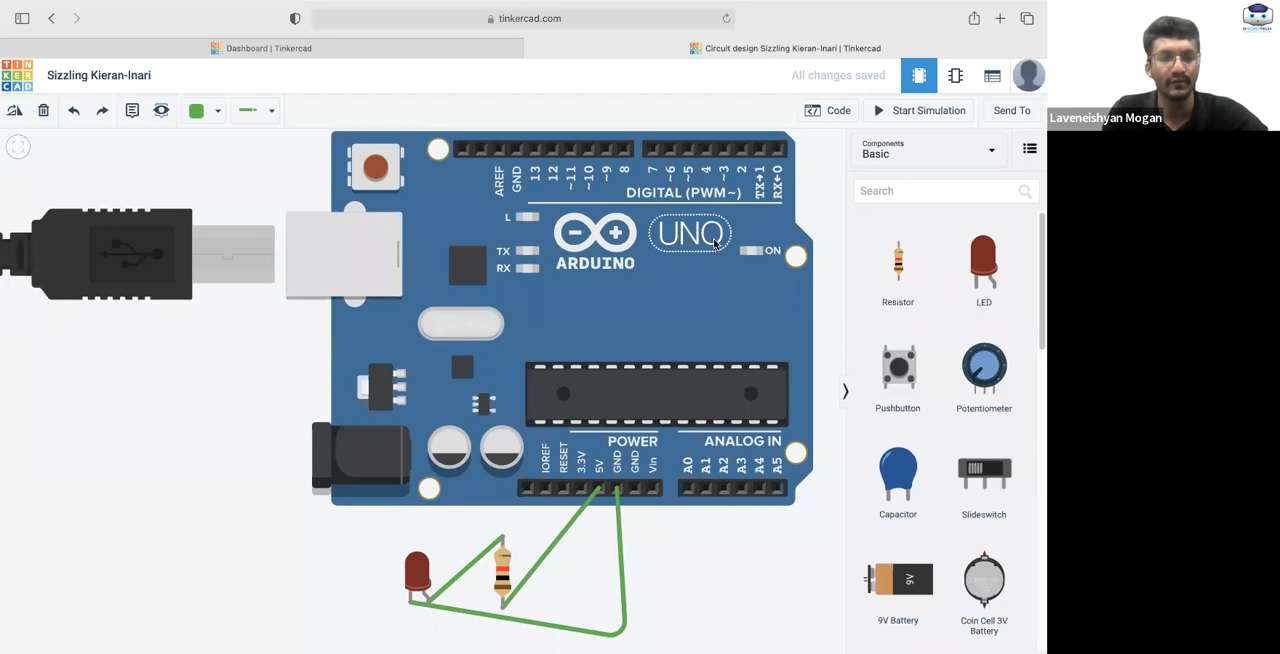 tinkercad.com
Dashboard | Tinkercad
Circuit design Sizzling Kieran-Inari | Tinkercad
TIN
KER
CAD
Sizzling Kieran-Inari
All changes saved
Code
Start Simulation
Send To
Laveneishyan Mogan
Components
Basic
Search
AREF
GND
13
12
~11
~10
~9
8
7
~6
~5
4
~3
2
TX→1
RX←0
DIGITAL (PWM~)
L
TX
RX
ARDUINO
UNO
ON
Resistor
LED
Pushbutton
Potentiometer
Capacitor
Slideswitch
9V
9V Battery
Coin Cell 3V
Battery
POWER
ANALOG IN
IOREF
RESET
3.3V
5V
GND
GND
Vin
A0
A1
A2
A3
A4
A5